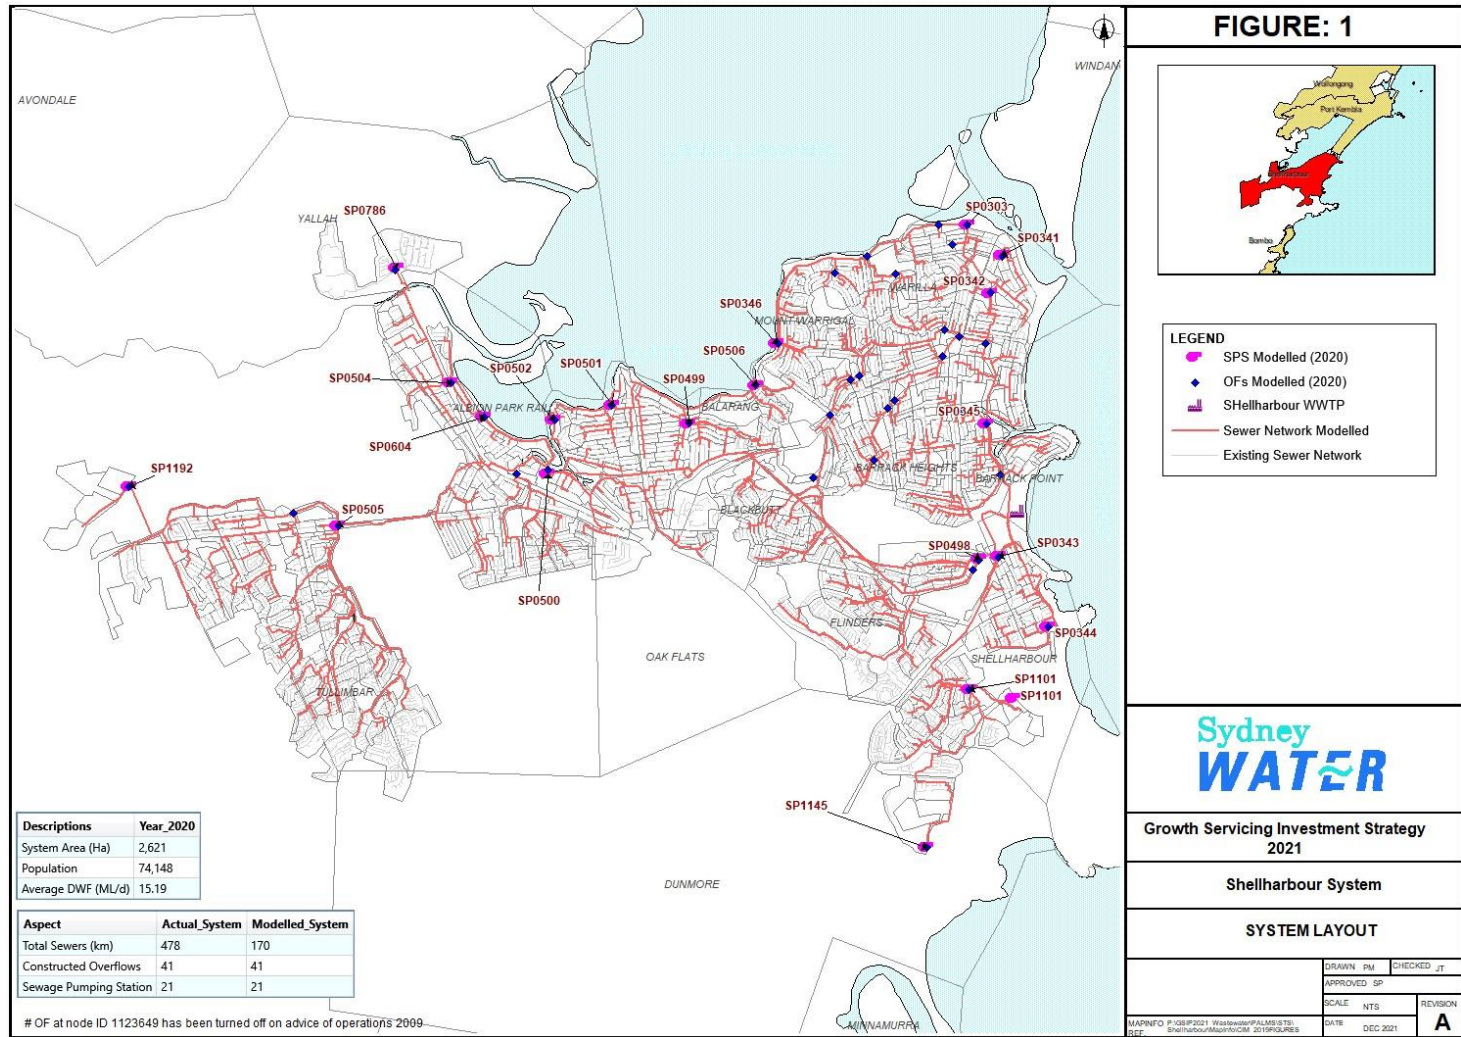 FIGURE: 1
AVONDALE
WINDAN
YALLAH
SP0786
SP0303
SP0341
WARILLA
SP0342
SP0346
MOUNT WARRIGAL
SP0506
SP0501
SP0502
SP0499
SP0504
ALBION PARK RAIL
BALARANG
SP0345
SP0604
SP1192
BARRACK HEIGHTS
BARRACK POINT
SP0505
BLACKBUTT
SP0498
SP0343
SP0500
FLINDERS
SP0344
OAK FLATS
SHELLHARBOUR
SP1101
SP1101
TULLIMBAR
SP1145
DUNMORE
MINNAMURRA
Descriptions Year_2020
System Area (Ha) 2,621
Population 74,148
Average DWF (ML/d) 15.19
Aspect Actual_System Modelled_System
Total Sewers (km) 478 170
Constructed Overflows 41 41
Sewage Pumping Station 21 21
# OF at node ID 1123649 has been turned off on advice of operations 2009
Wollongong
Port Kembla
Shellharbour
Bombo
LEGEND
SPS Modelled (2020)
OFs Modelled (2020)
SHellharbour WWTP
Sewer Network Modelled
Existing Sewer Network
Sydney
WATER
Growth Servicing Investment Strategy
2021
Shellharbour System
SYSTEM LAYOUT
DRAWN PM CHECKED JT
APPROVED SP
SCALE NTS REVISION
DATE DEC 2021 A
MAPINFO
REF.